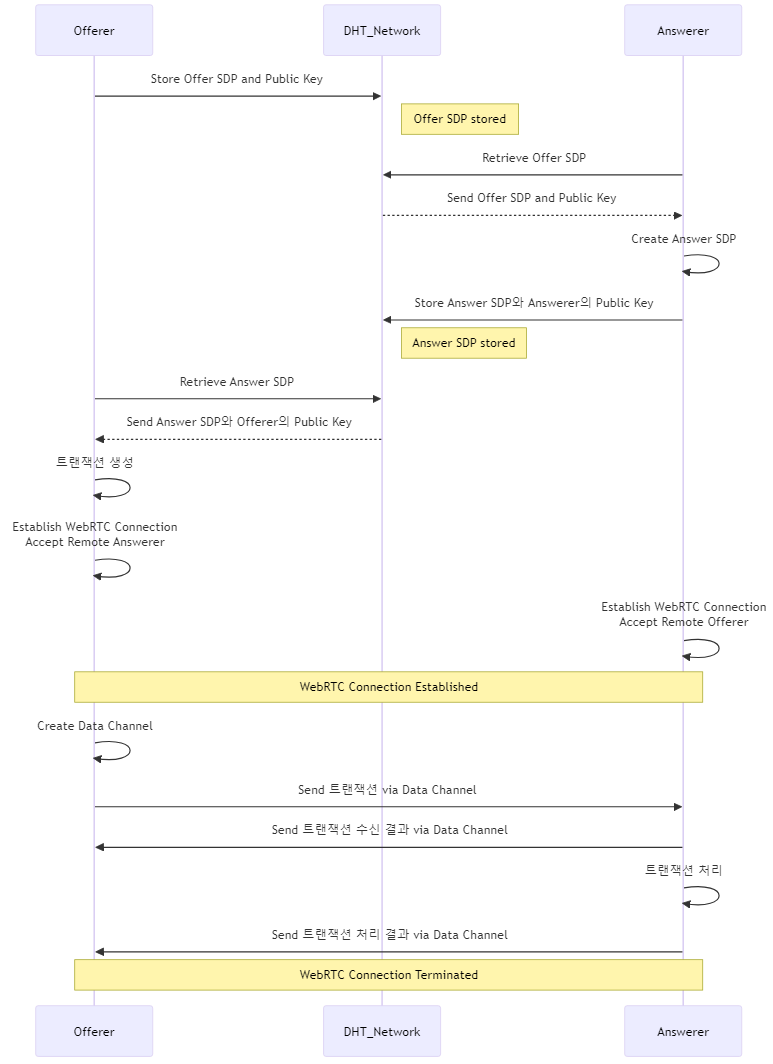 Offerer
DHT_Network
Answerer
Store Offer SDP and Public Key
Offer SDP stored
Retrieve Offer SDP
Send Offer SDP and Public Key
Create Answer SDP
Store Answer SDP와 Answerer의 Public Key
Answer SDP stored
Retrieve Answer SDP
Send Answer SDP와 Offerer의 Public Key
트랜잭션 생성
Establish WebRTC Connection
Accept Remote Answerer
Establish WebRTC Connection
Accept Remote Offerer
WebRTC Connection Established
Create Data Channel
Send 트랜잭션 via Data Channel
Send 트랜잭션 수신 결과 via Data Channel
트랜잭션 처리
Send 트랜잭션 처리 결과 via Data Channel
WebRTC Connection Terminated
Offerer
DHT_Network
Answerer